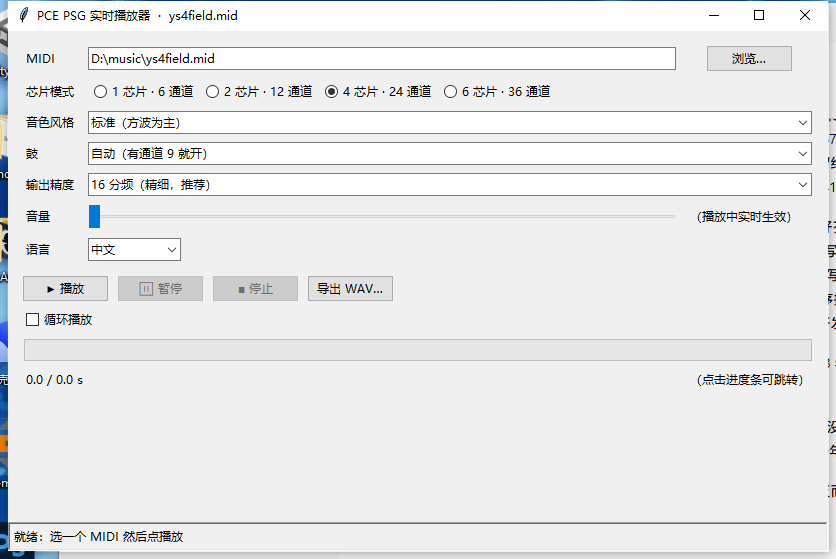 PCE PSG 实时播放器 · ys4field.mid
MIDI D:\music\ys4field.mid 浏览...
芯片模式 1 芯片 · 6 通道 2 芯片 · 12 通道 4 芯片 · 24 通道 6 芯片 · 36 通道
音色风格 标准（方波为主）
鼓 自动（有通道 9 就开）
输出精度 16 分频（精细，推荐）
音量 （播放中实时生效）
语言 中文
► 播放 暂停 ■ 停止 导出 WAV...
循环播放
0.0 / 0.0 s （点击进度条可跳转）
就绪：选一个 MIDI 然后点播放